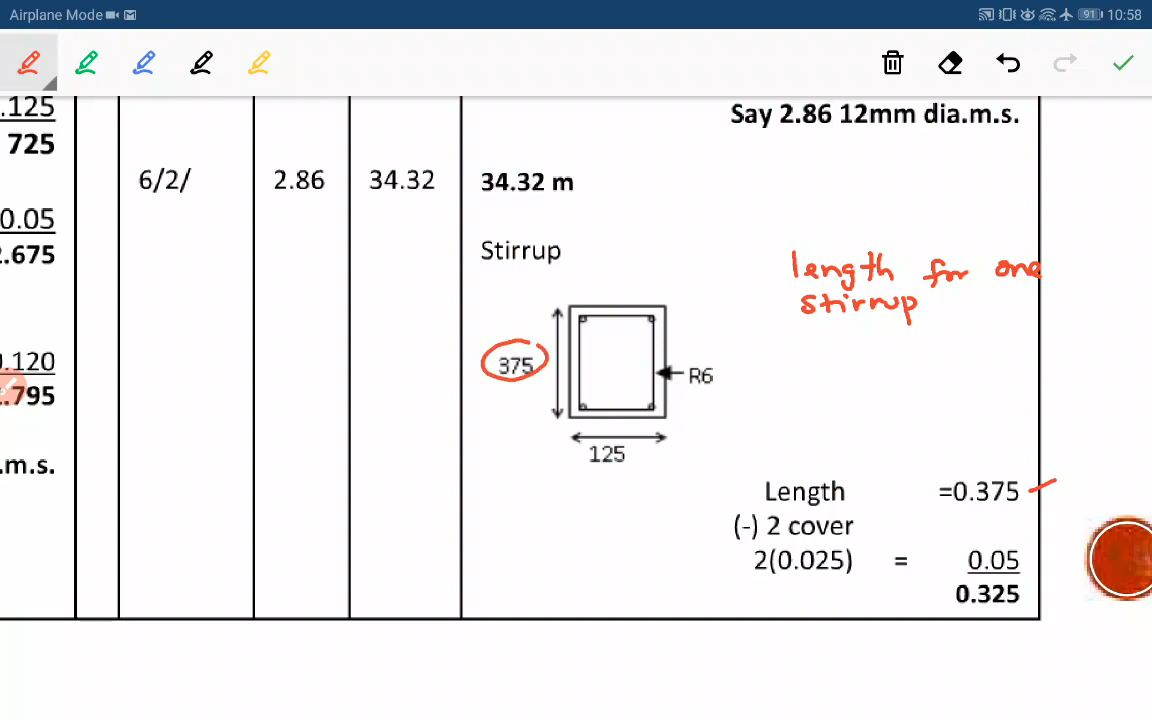 Airplane Mode 91 10:58
.125
725
0.05
.675
.120
.795
.m.s.
6/2/ 2.86 34.32
Say 2.86 12mm dia.m.s.
34.32 m
Stirrup
length for one
stirrup
375
R6
125
Length =0.375
(-) 2 cover
2(0.025) = 0.05
0.325